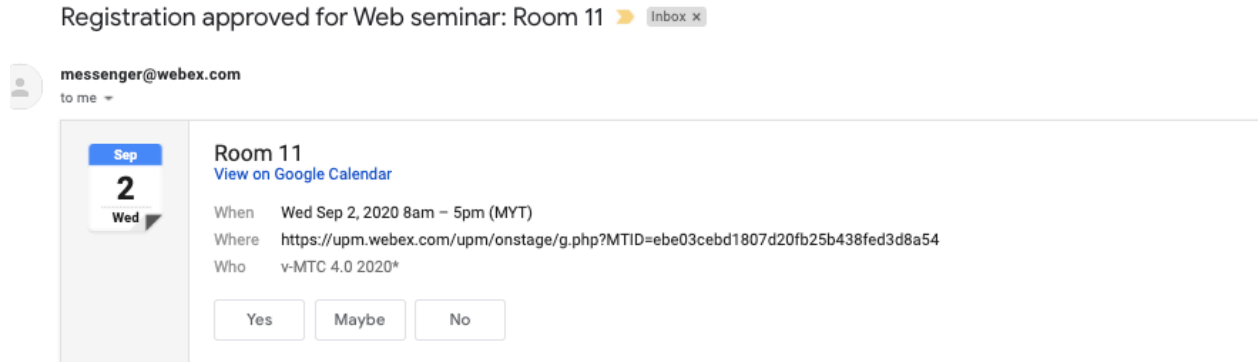 Registration approved for Web seminar: Room 11 Inbox ×
messenger@webex.com
to me
Sep
2
Wed
Room 11
View on Google Calendar
When Wed Sep 2, 2020 8am – 5pm (MYT)
Where https://upm.webex.com/upm/onstage/g.php?MTID=ebe03cebd1807d20fb25b438fed3d8a54
Who v-MTC 4.0 2020*
Yes Maybe No